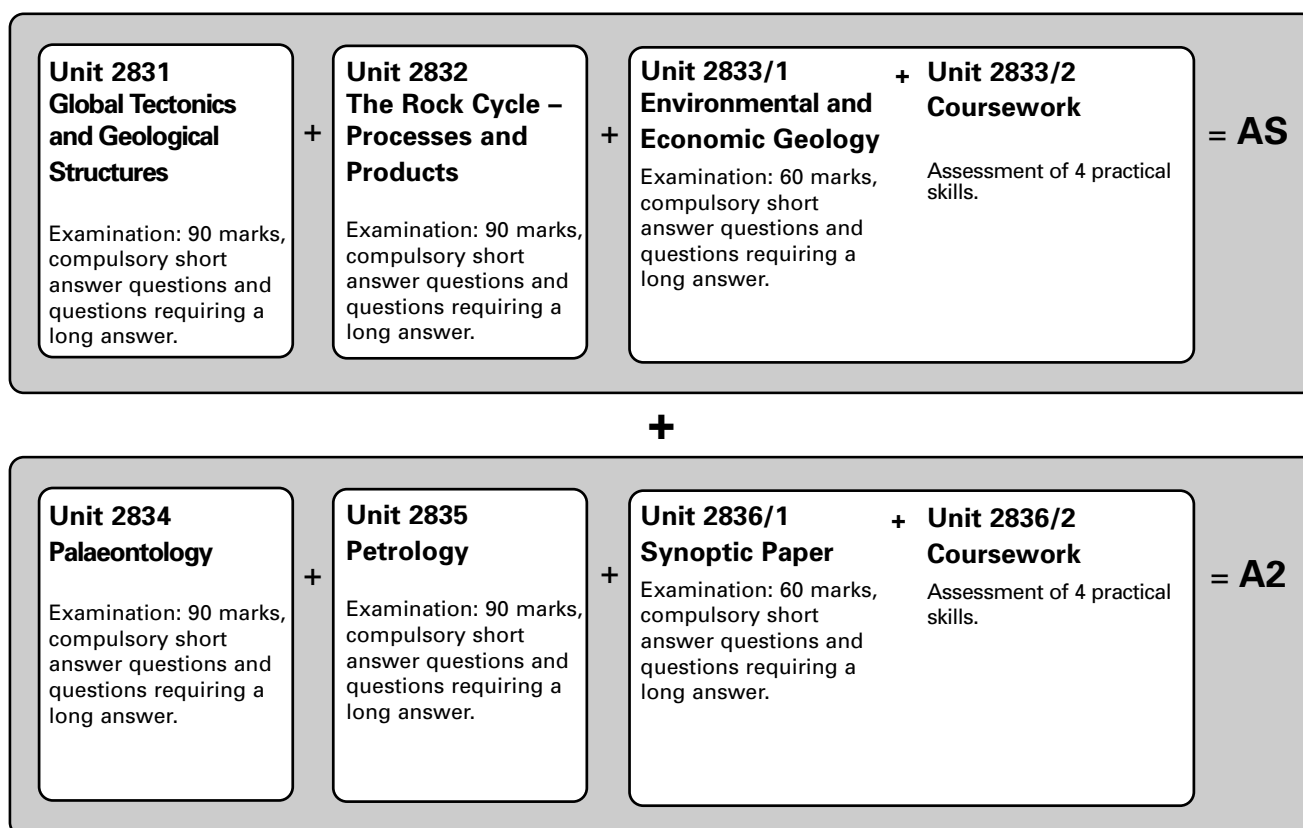 Unit 2831
Global Tectonics
and Geological
Structures
Examination: 90 marks,
compulsory short
answer questions and
questions requiring a
long answer.
+
Unit 2832
The Rock Cycle –
Processes and
Products
Examination: 90 marks,
compulsory short
answer questions and
questions requiring a
long answer.
+
Unit 2833/1
Environmental and
Economic Geology
Examination: 60 marks,
compulsory short
answer questions and
questions requiring a
long answer.
+
Unit 2833/2
Coursework
Assessment of 4 practical
skills.
= AS
+
Unit 2834
Palaeontology
Examination: 90 marks,
compulsory short
answer questions and
questions requiring a
long answer.
+
Unit 2835
Petrology
Examination: 90 marks,
compulsory short
answer questions and
questions requiring a
long answer.
+
Unit 2836/1
Synoptic Paper
Examination: 60 marks,
compulsory short
answer questions and
questions requiring a
long answer.
+
Unit 2836/2
Coursework
Assessment of 4 practical
skills.
= A2